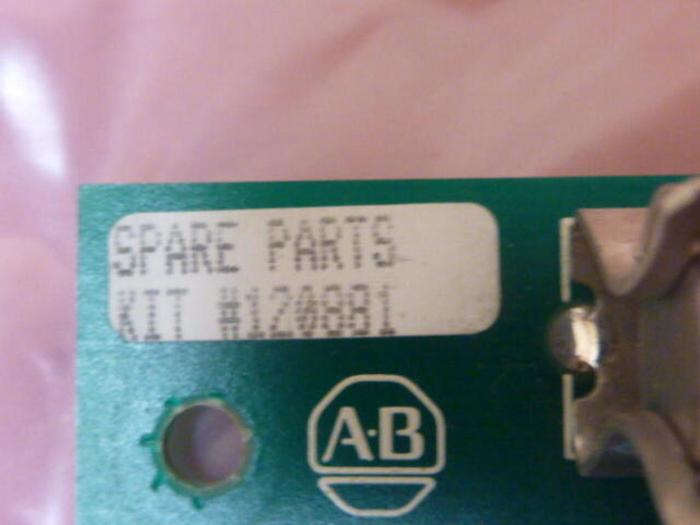 SPARE PARTS
KIT #120881
A·B